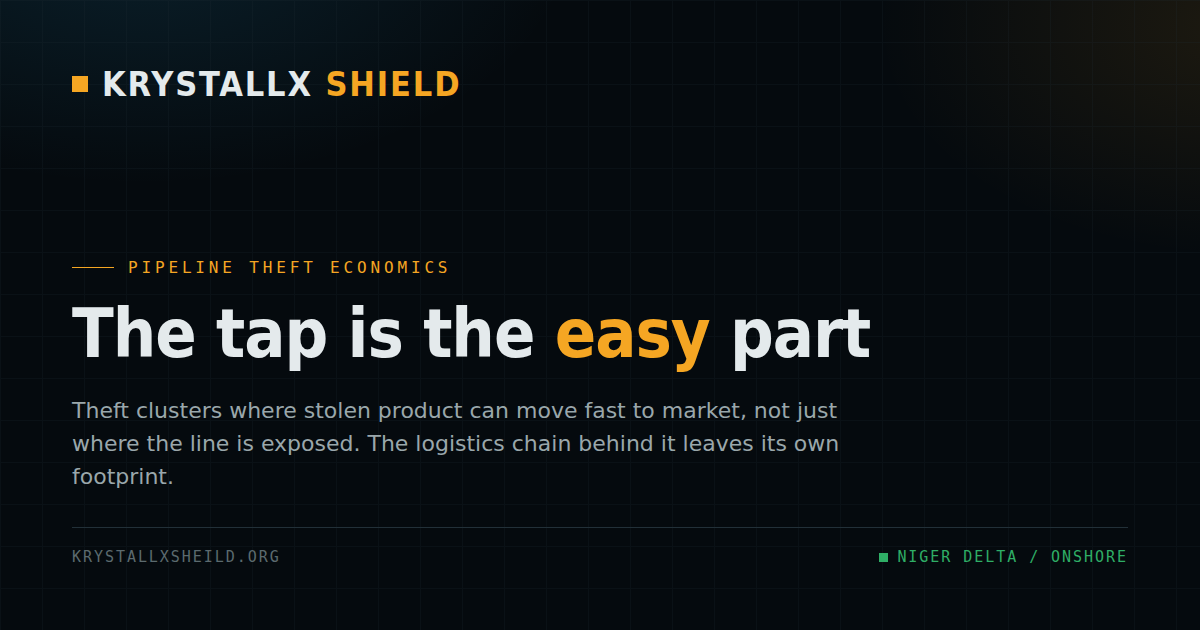 KRYSTALLX SHIELD
PIPELINE THEFT ECONOMICS
The tap is the easy part
Theft clusters where stolen product can move fast to market, not just
where the line is exposed. The logistics chain behind it leaves its own
footprint.
KRYSTALLXSHEILD.ORG
NIGER DELTA / ONSHORE